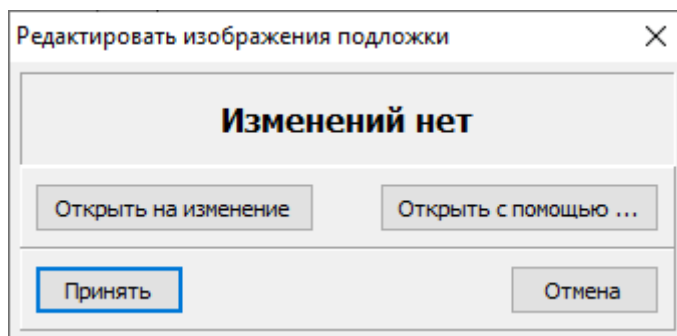 Редактировать изображения подложки
Изменений нет
Открыть на изменение
Открыть с помощью ...
Принять
Отмена